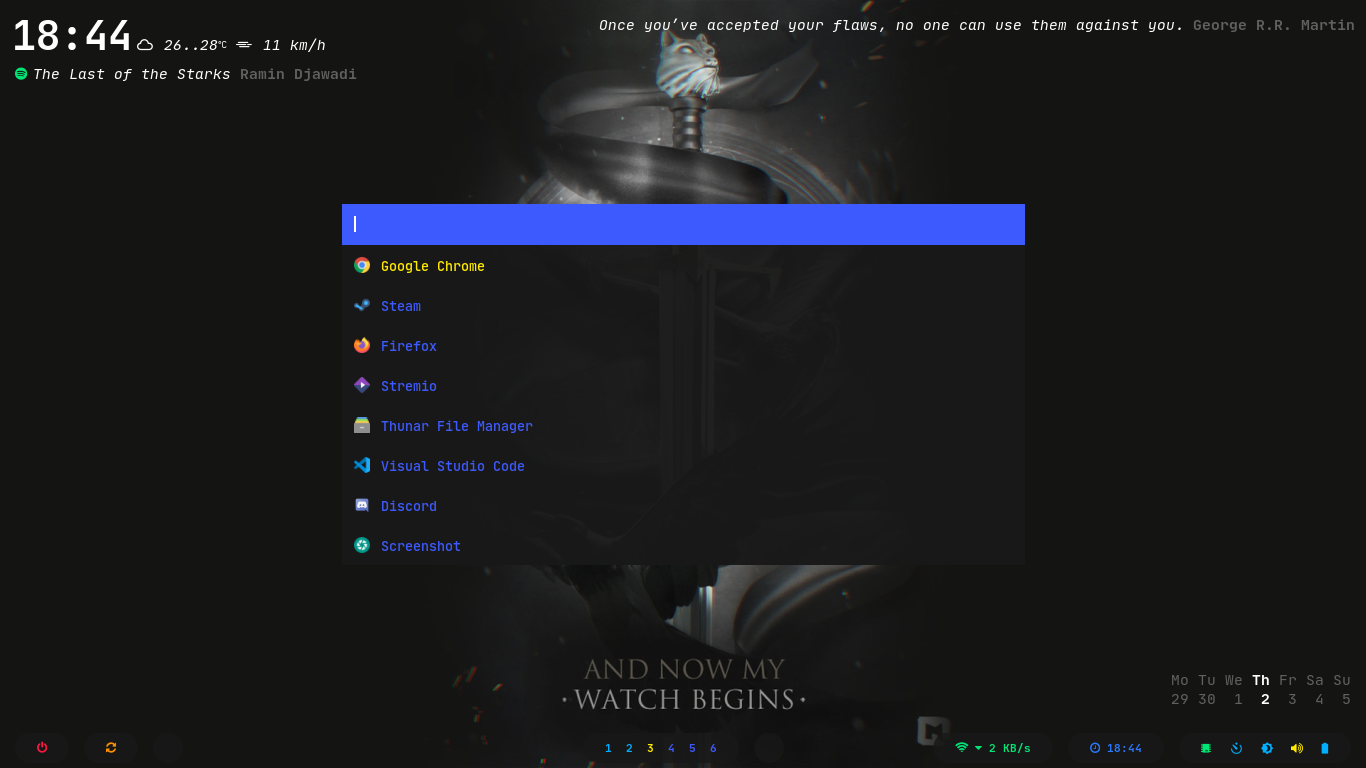 18:44 26..28°C 11 km/h
The Last of the Starks Ramin Djawadi
Once you’ve accepted your flaws, no one can use them against you. George R.R. Martin
Google Chrome
Steam
Firefox
Stremio
Thunar File Manager
Visual Studio Code
Discord
Screenshot
AND NOW MY
·WATCH BEGINS·
Mo Tu We Th Fr Sa Su
29 30 1 2 3 4 5
1 2 3 4 5 6
2 KB/s
18:44